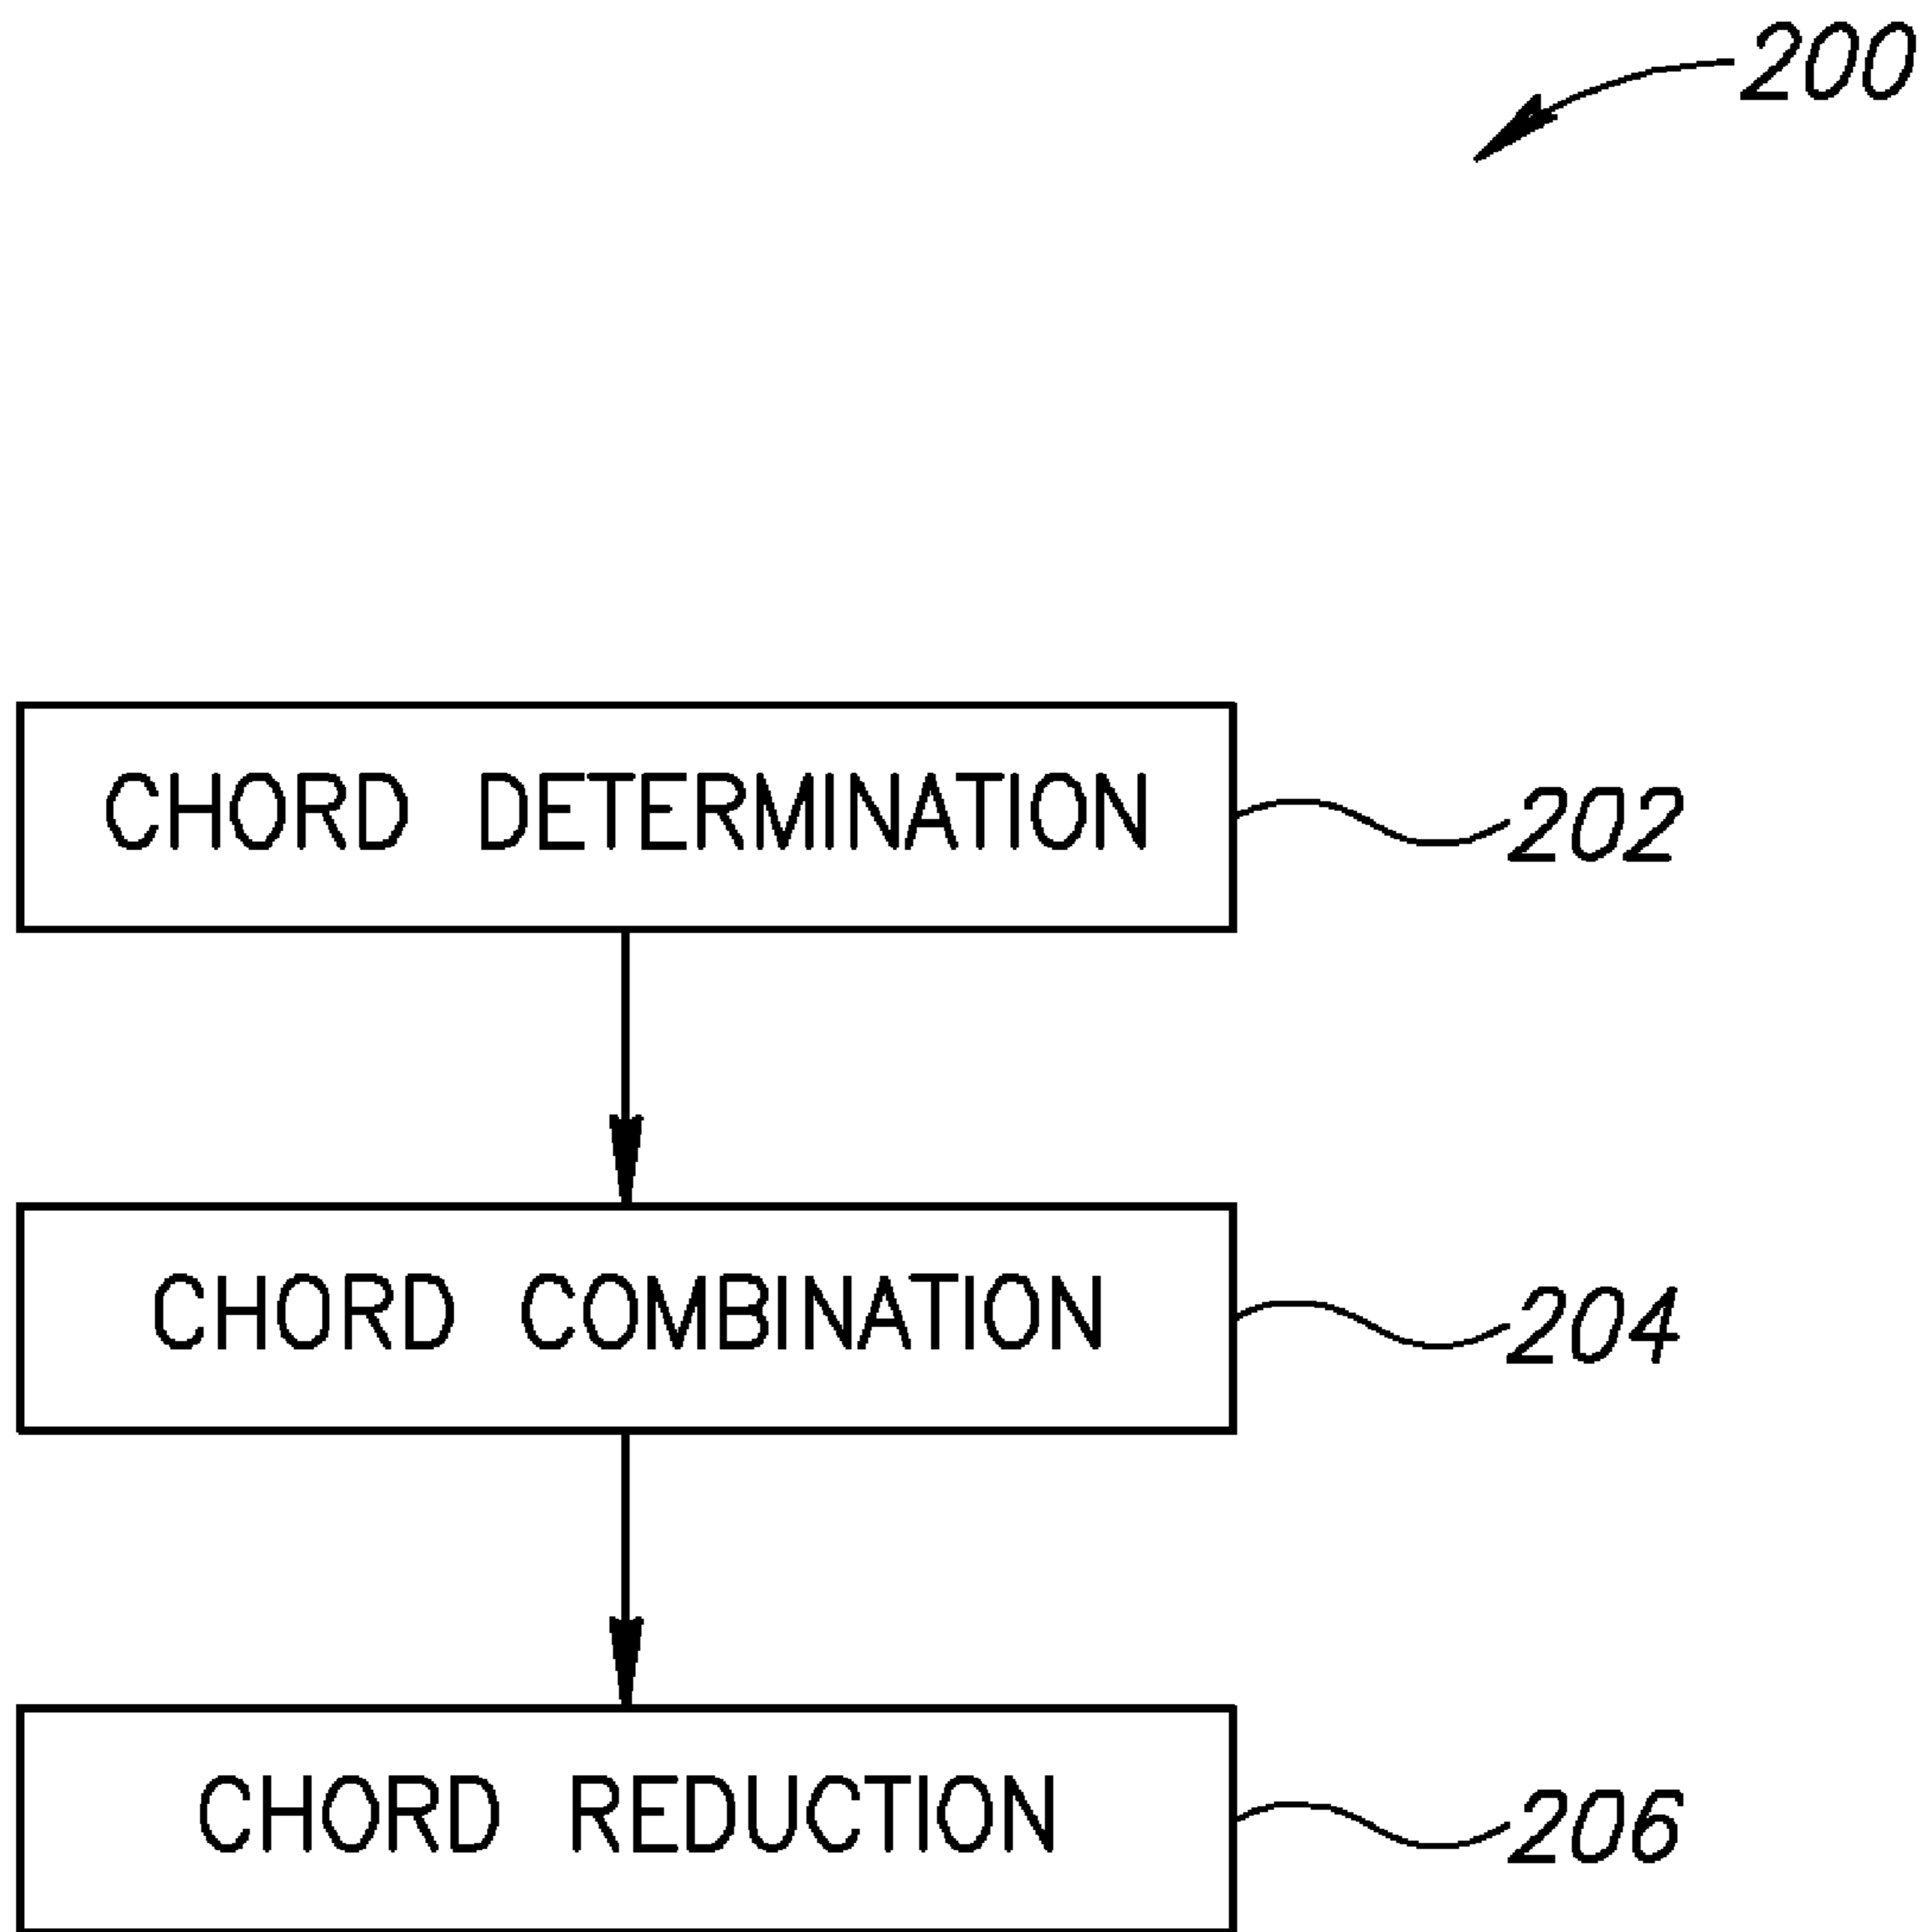 200
CHORD DETERMINATION
202
CHORD COMBINATION
204
CHORD REDUCTION
206